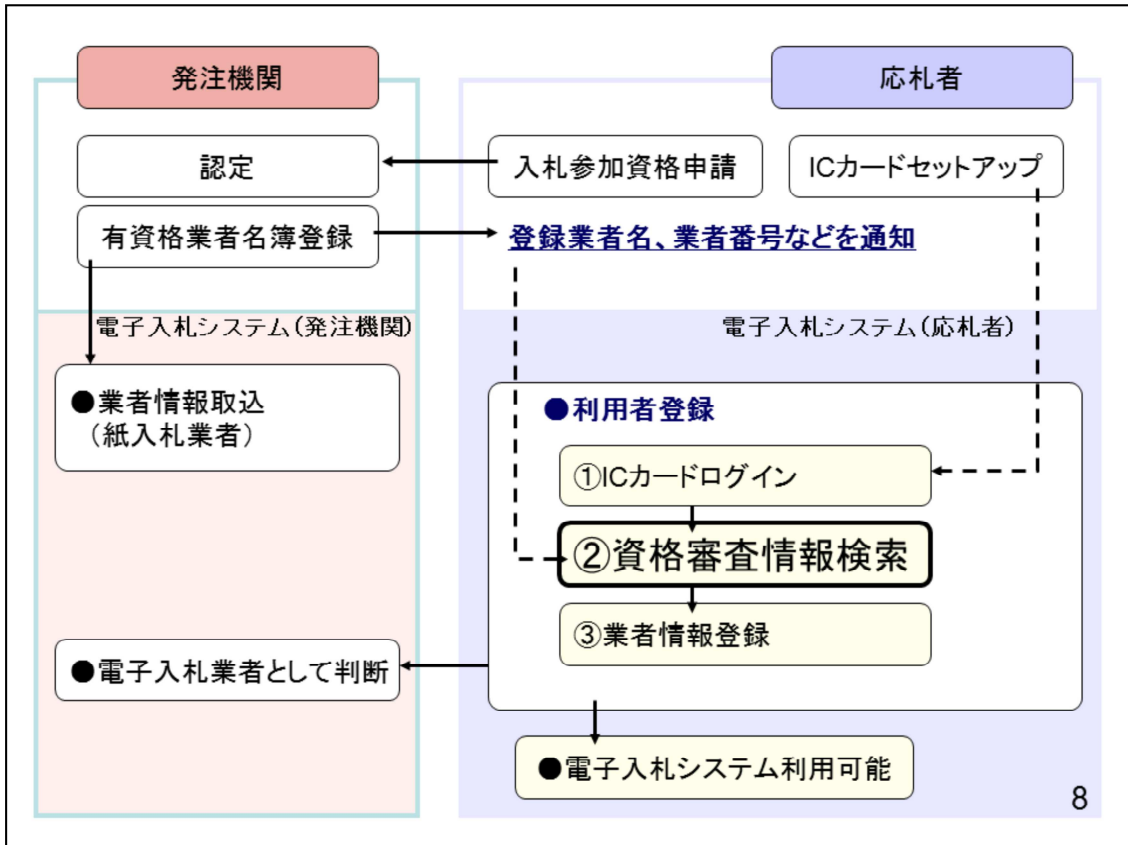 発注機関
応札者
認定
入札参加資格申請
ICカードセットアップ
有資格業者名簿登録
登録業者名、業者番号などを通知
電子入札システム(発注機関)
電子入札システム(応札者)
●業者情報取込
(紙入札業者)
●利用者登録
①ICカードログイン
②資格審査情報検索
③業者情報登録
●電子入札業者として判断
●電子入札システム利用可能
8